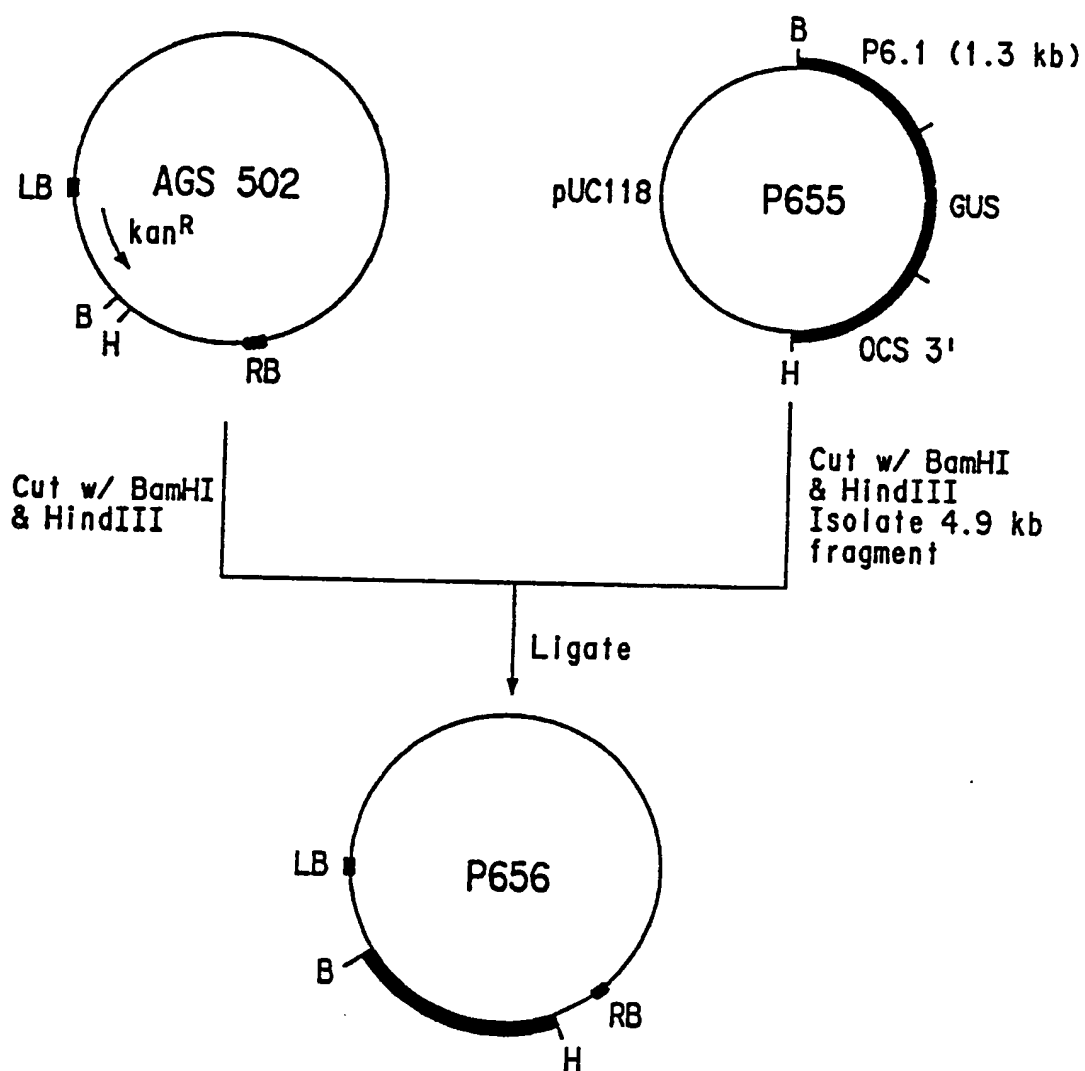 AGS 502
LB
kanR
B
H
RB
B
P6.1 (1.3 kb)
pUC118
P655
GUS
OCS 3'
H
Cut w/ BamHI
& HindIII
Cut w/ BamHI
& HindIII
Isolate 4.9 kb
fragment
Ligate
LB
P656
B
RB
H